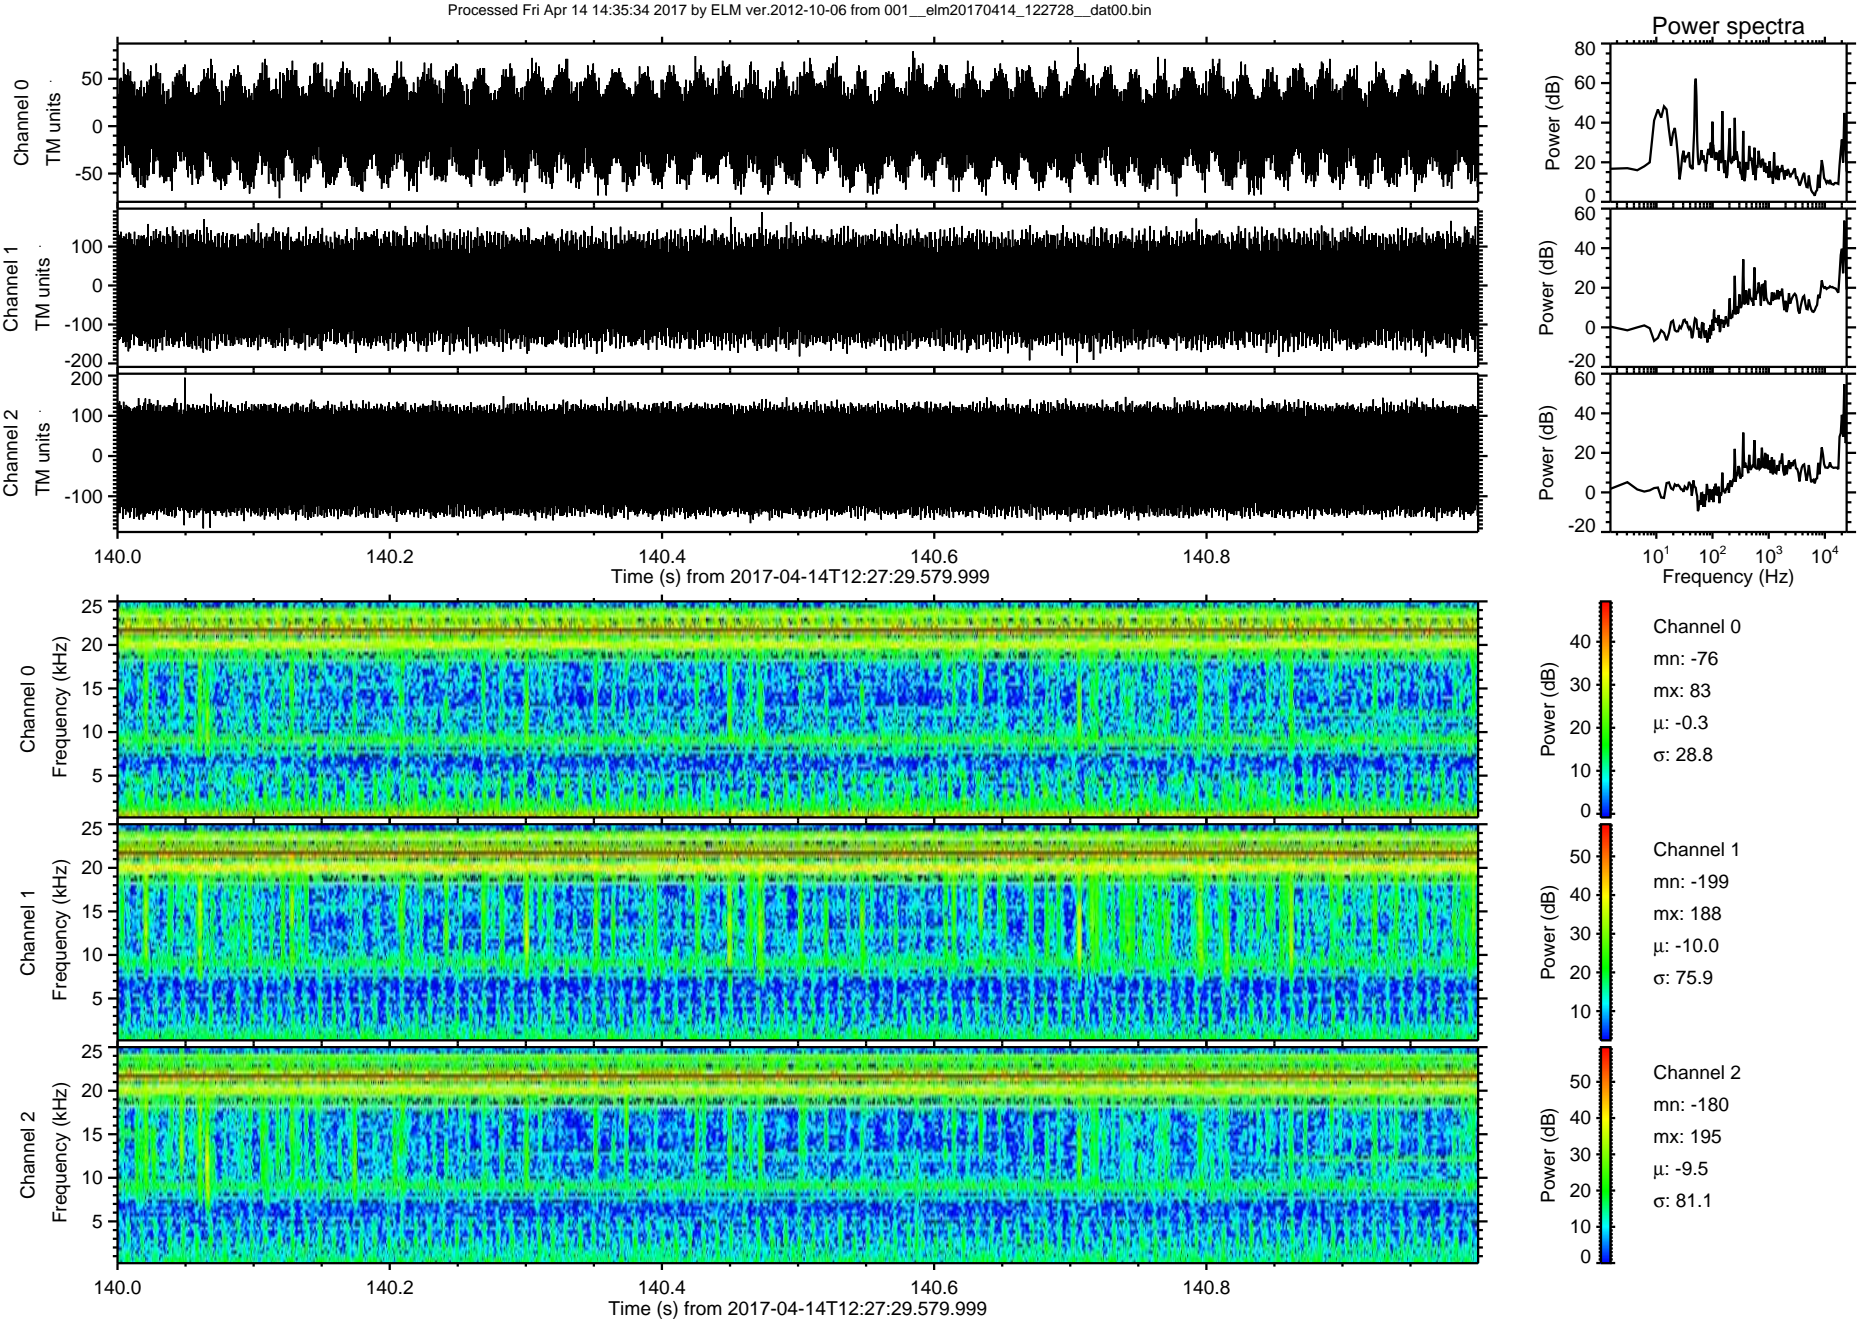 Processed Fri Apr 14 14:35:34 2017 by ELM ver.2012-10-06 from 001__elm20170414_122728__dat00.bin
Power spectra
Channel 0
TM units
50
0
-50
Power (dB)
80
60
40
20
0
Channel 1
TM units
100
0
-100
-200
Power (dB)
60
40
20
0
-20
Channel 2
TM units
200
100
0
-100
Power (dB)
60
40
20
0
-20
140.0 140.2 140.4 140.6 140.8
Time (s) from 2017-04-14T12:27:29.579.999
10¹ 10² 10³ 10⁴
Frequency (Hz)
Channel 0
Frequency (kHz)
25
20
15
10
5
Power (dB)
40
30
20
10
0
Channel 0
mn: -76
mx: 83
µ: -0.3
σ: 28.8
Channel 1
Frequency (kHz)
25
20
15
10
5
Power (dB)
50
40
30
20
10
Channel 1
mn: -199
mx: 188
µ: -10.0
σ: 75.9
Channel 2
Frequency (kHz)
25
20
15
10
5
Power (dB)
50
40
30
20
10
0
Channel 2
mn: -180
mx: 195
µ: -9.5
σ: 81.1
140.0 140.2 140.4 140.6 140.8
Time (s) from 2017-04-14T12:27:29.579.999